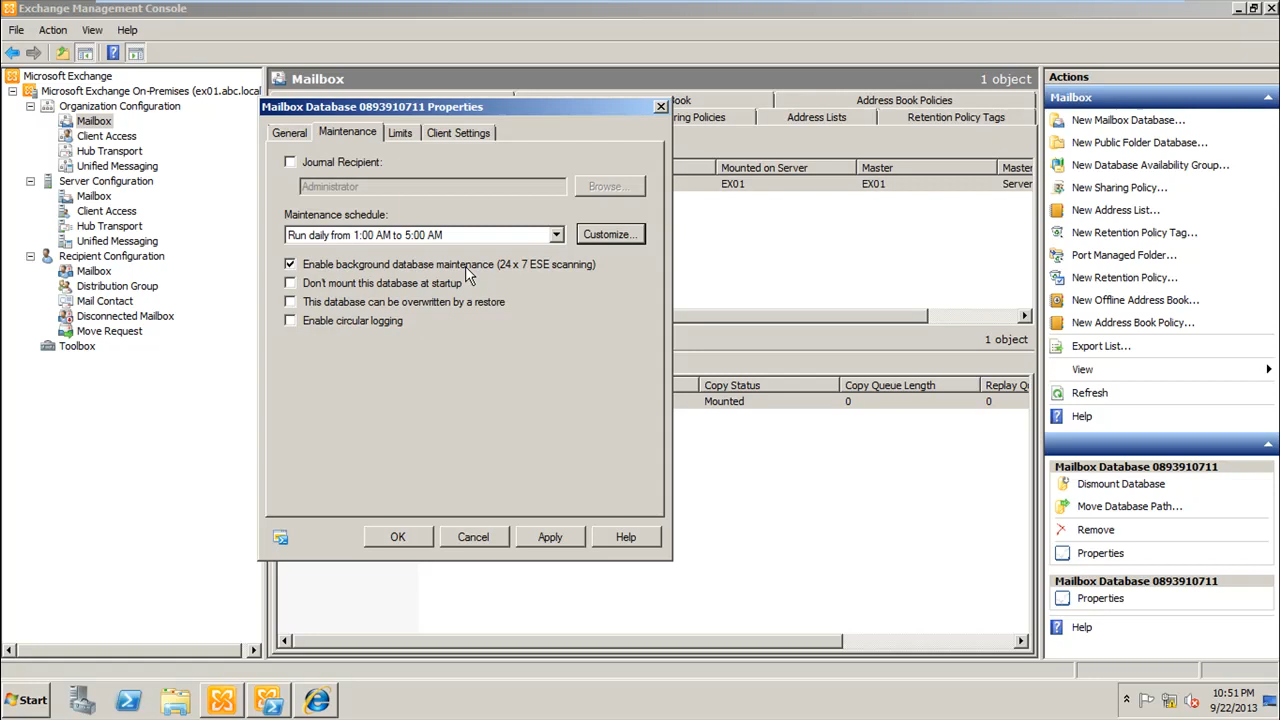 Exchange Management Console
File Action View Help
Microsoft Exchange
Microsoft Exchange On-Premises (ex01.abc.local
Organization Configuration
Mailbox
Client Access
Hub Transport
Unified Messaging
Server Configuration
Mailbox
Client Access
Hub Transport
Unified Messaging
Recipient Configuration
Mailbox
Distribution Group
Mail Contact
Disconnected Mailbox
Move Request
Toolbox
Mailbox 1 object
Address Book Policies
Address Lists Retention Policy Tags
Mounted on Server Master Master
EX01 EX01 Server
1 object
Copy Status Copy Queue Length Replay Q
Mounted 0 0
Mailbox Database 0893910711 Properties
General Maintenance Limits Client Settings
Journal Recipient:
Administrator Browse...
Maintenance schedule:
Run daily from 1:00 AM to 5:00 AM Customize...
Enable background database maintenance (24 x 7 ESE scanning)
Don't mount this database at startup
This database can be overwritten by a restore
Enable circular logging
OK Cancel Apply Help
Actions
Mailbox
New Mailbox Database...
New Public Folder Database...
New Database Availability Group...
New Sharing Policy...
New Address List...
New Retention Policy Tag...
Port Managed Folder...
New Retention Policy...
New Offline Address Book...
New Address Book Policy...
Export List...
View
Refresh
Help
Mailbox Database 0893910711
Dismount Database
Move Database Path...
Remove
Properties
Mailbox Database 0893910711
Properties
Help
Start
10:51 PM
9/22/2013